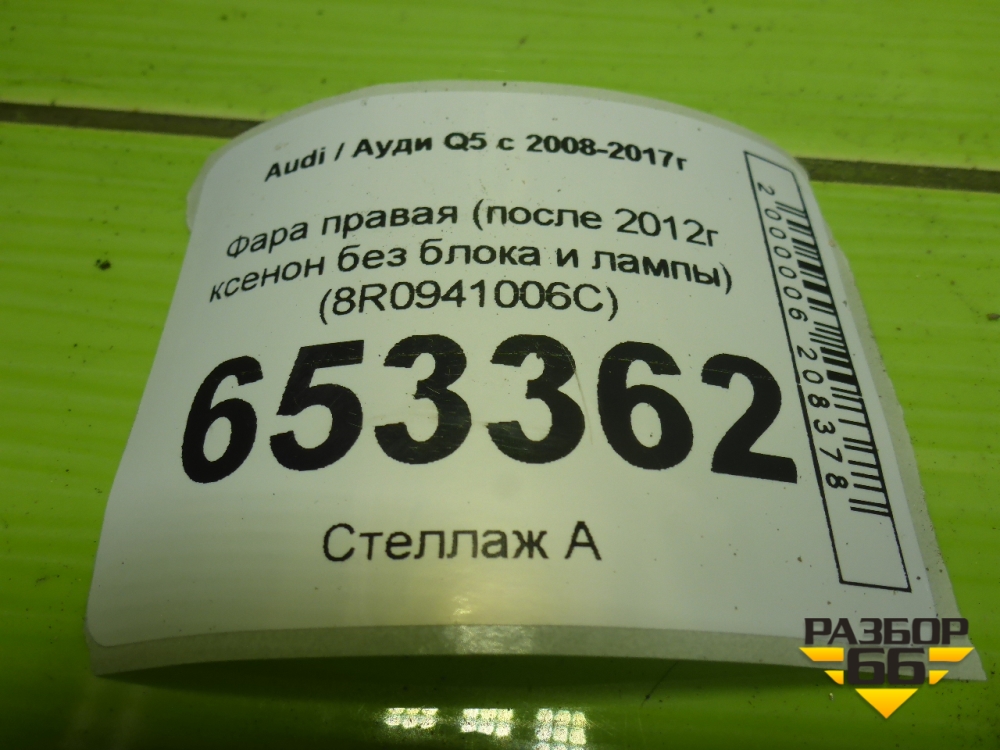 Audi / Ауди Q5 с 2008-2017г
Фара правая (после 2012г
ксенон без блока и лампы)
(8R0941006C)
653362
Стеллаж А
2000006208378
РАЗБОР
66